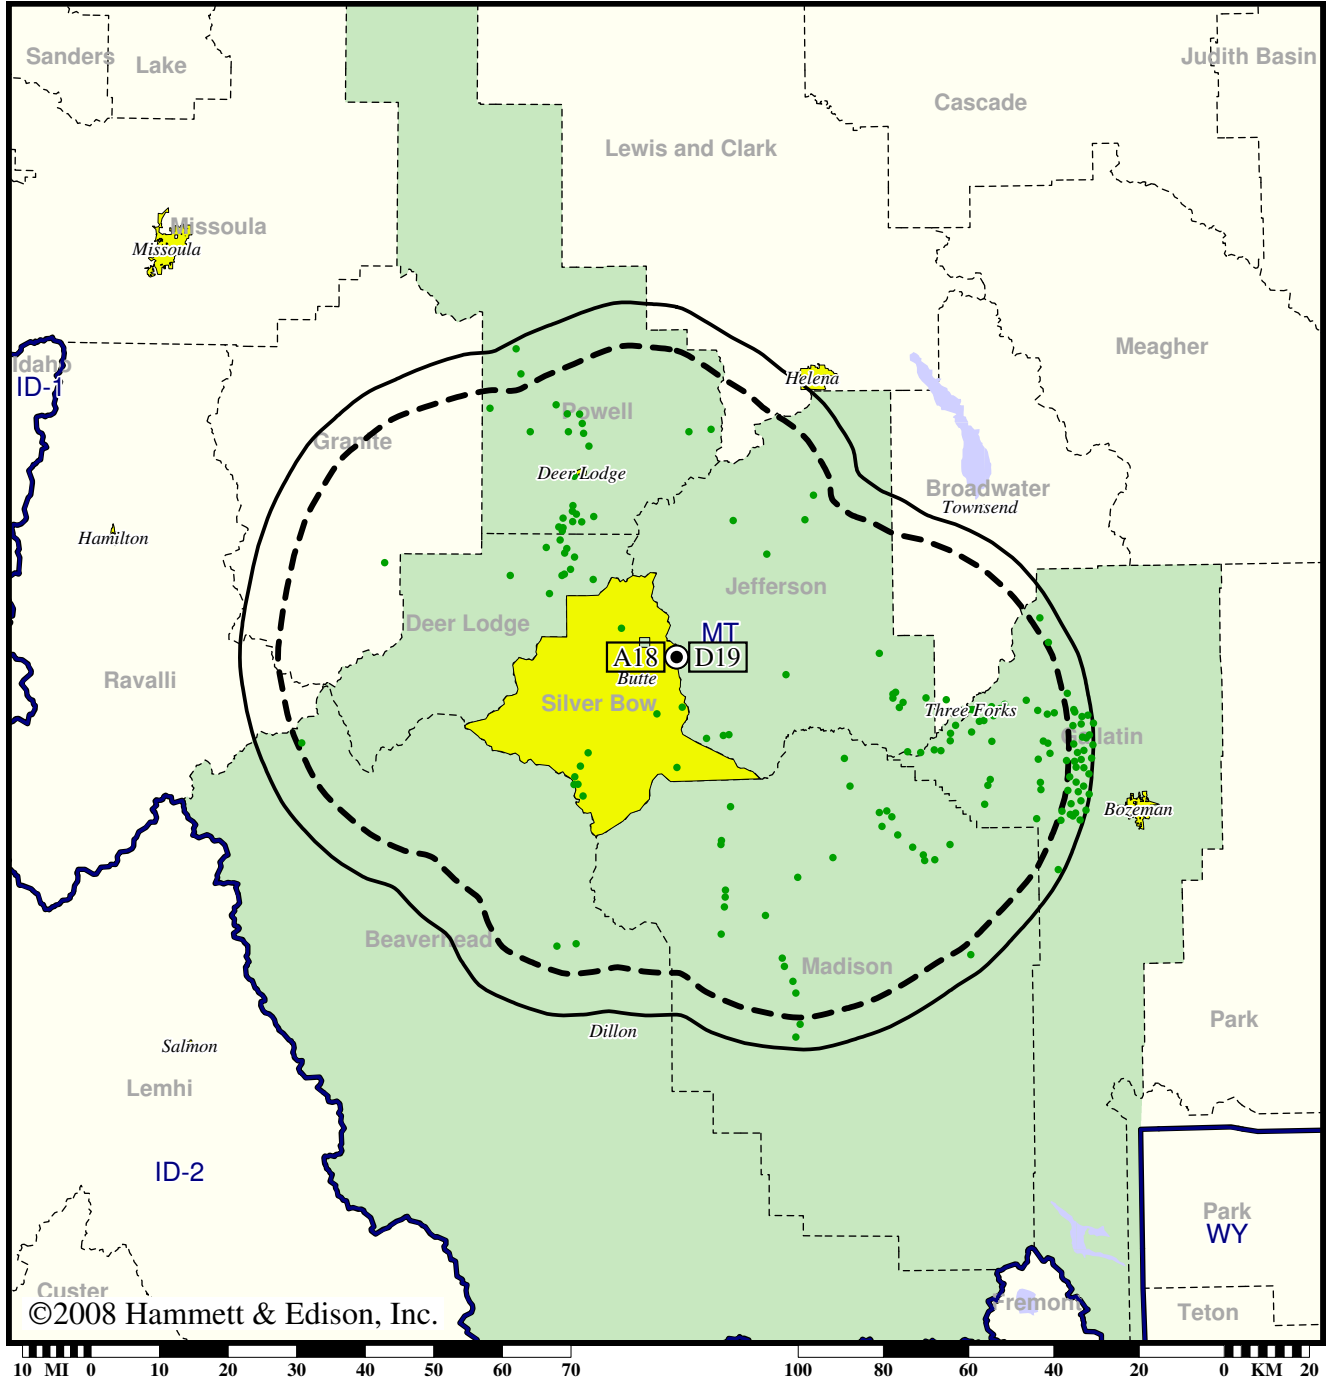 Sanders
Lake
Judith Basin
Cascade
Lewis and Clark
Missoula
Missoula
Meagher
Idaho
ID-1
Helena
Powell
Granite
Deer Lodge
Broadwater
Townsend
Hamilton
Jefferson
Deer Lodge
MT
A18
D19
Butte
Ravalli
Silver Bow
Three Forks
Gallatin
Bozeman
Beaverhead
Madison
Dillon
Park
Salmon
Lemhi
ID-2
Park
WY
Custer
Fremont
Teton
©2008 Hammett & Edison, Inc.
10 MI 0 10 20 30 40 50 60 70 100 80 60 40 20 0 KM 20